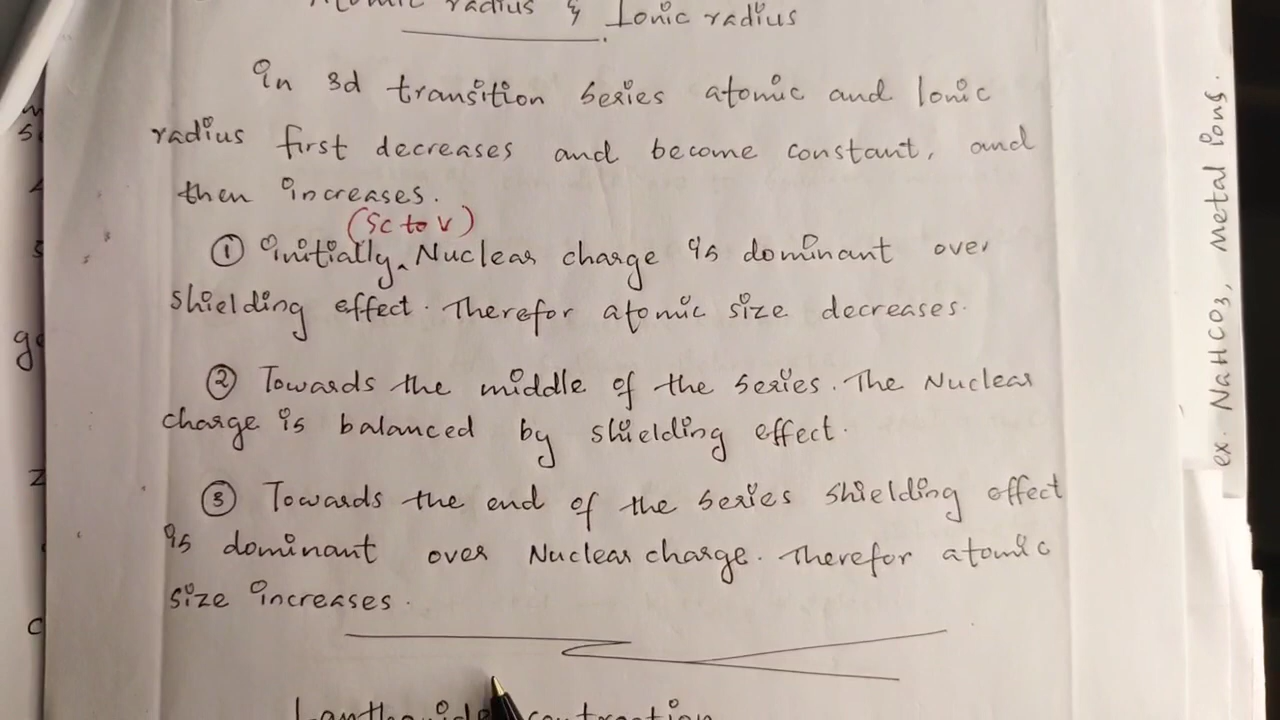 Atomic radius & Ionic radius
in 3d transition series atomic and Ionic
radius first decreases and become constant, and
then increases.
(Sc to V)
① initially Nuclear charge is dominant over
shielding effect. Therefor atomic size decreases.
② Towards the middle of the series. The Nuclear
charge is balanced by shielding effect.
③ Towards the end of the series shielding effect
is dominant over Nuclear charge. Therefor atomic
size increases.
Lanthanide contraction
ex. NaHCO3, Metal ions.